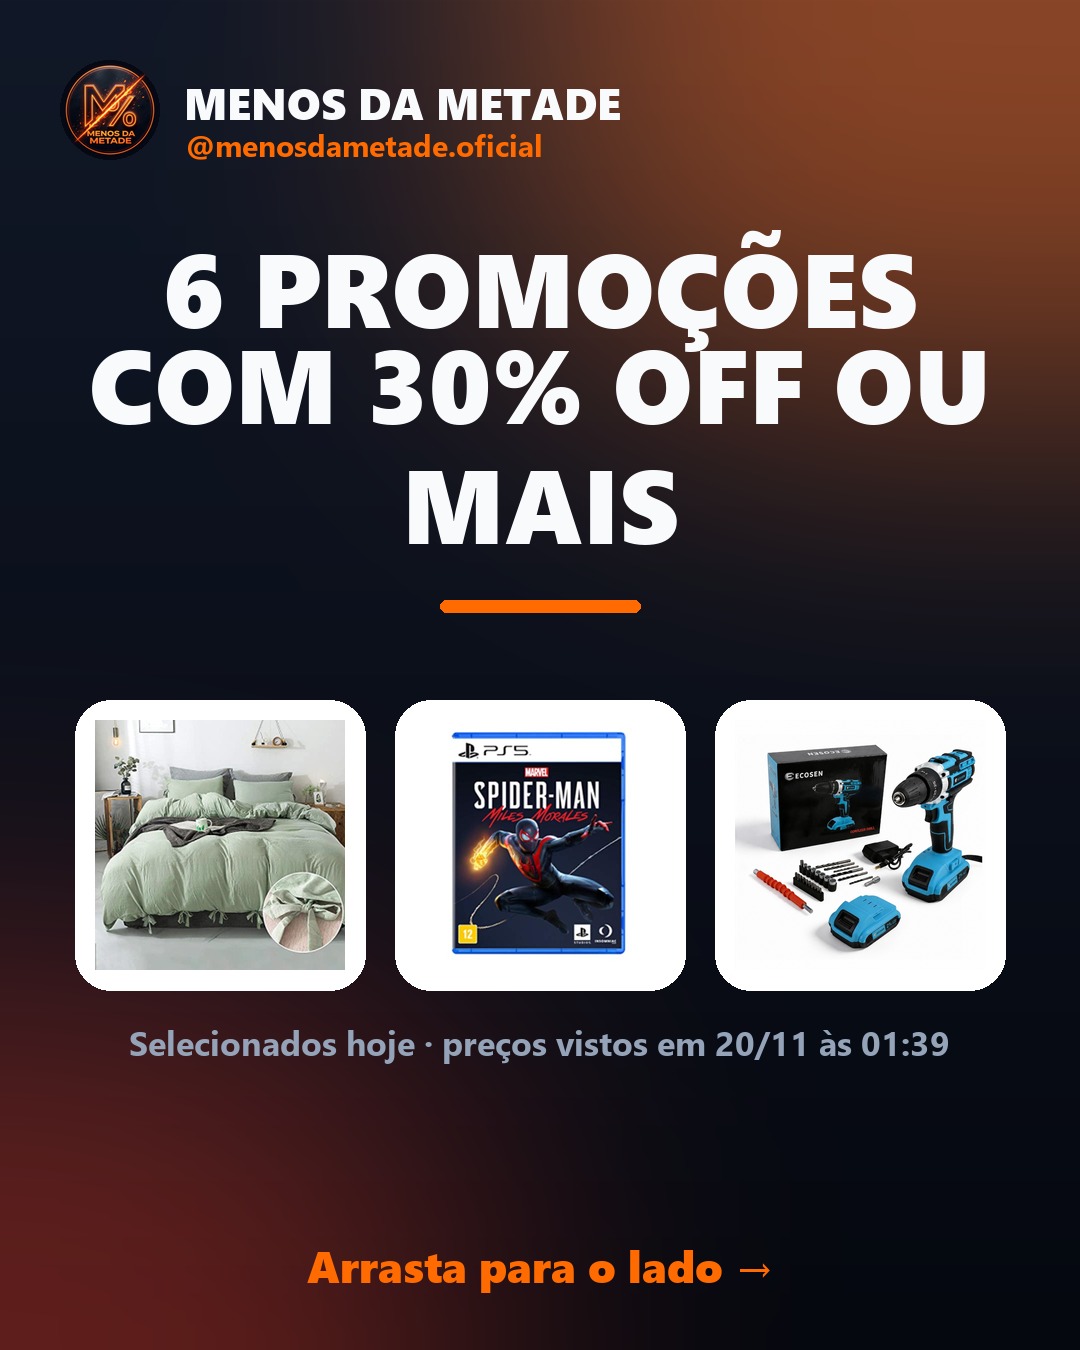 MENOS DA METADE
@menosdametade.oficial
M%
MENOS DA
METADE
6 PROMOÇÕES
COM 30% OFF OU
MAIS
PS5
MARVEL
SPIDER-MAN
MILES MORALES
12
ECOSEN
ECOSEN
Selecionados hoje · preços vistos em 20/11 às 01:39
Arrasta para o lado →